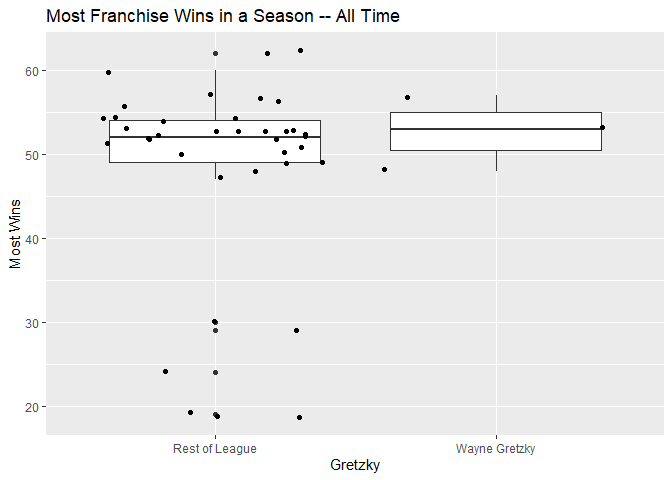 Most Franchise Wins in a Season -- All Time
Most Wins
60
50
40
30
20
Rest of League
Wayne Gretzky
Gretzky